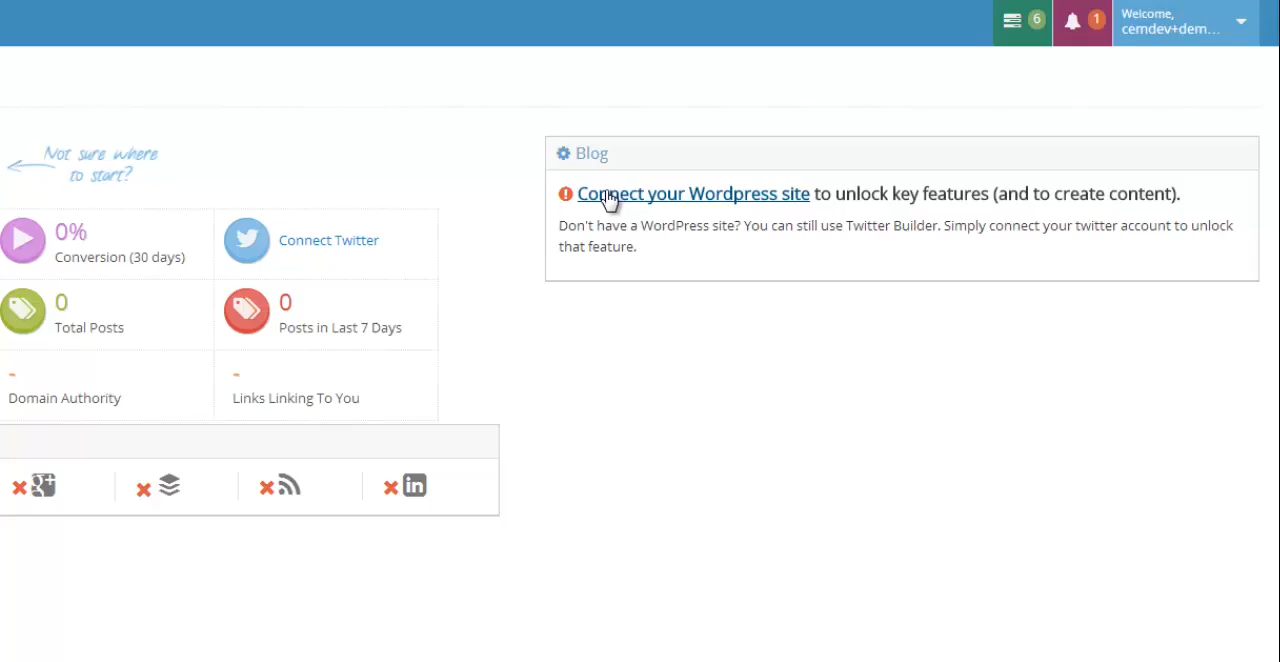 6
1
Welcome,
cemdev+dem...
Not sure where
to start?
Blog
Connect your Wordpress site to unlock key features (and to create content).
Don't have a WordPress site? You can still use Twitter Builder. Simply connect your twitter account to unlock
that feature.
0%
Conversion (30 days)
Connect Twitter
0
Total Posts
0
Posts in Last 7 Days
-
Domain Authority
-
Links Linking To You
g+
in